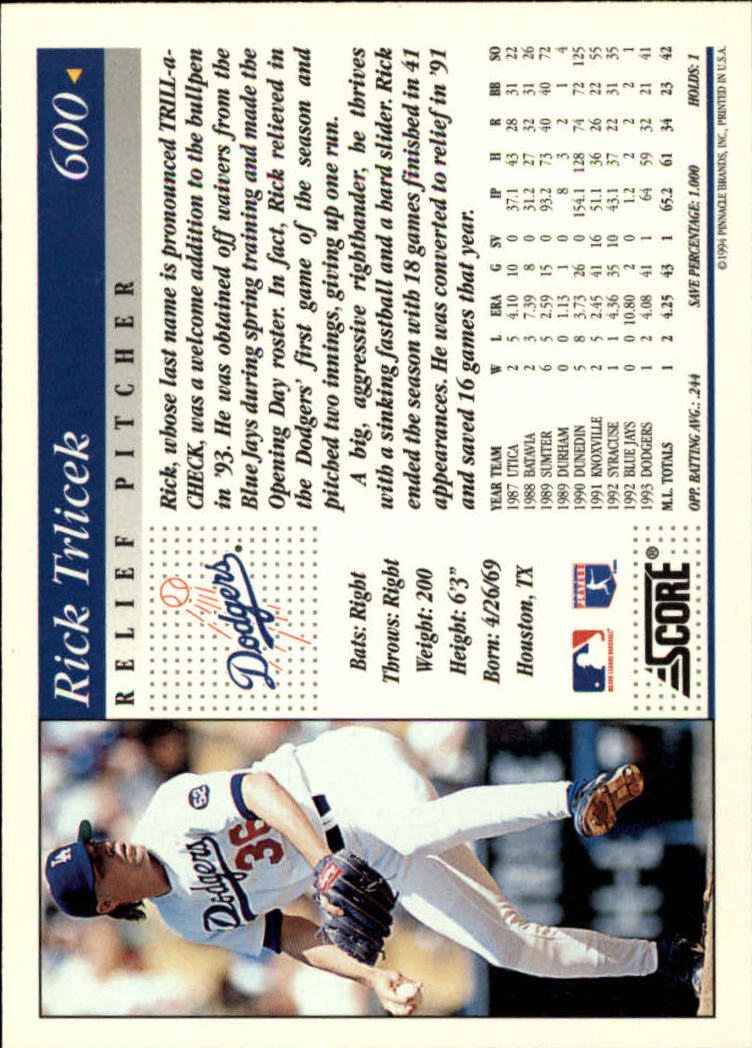 Rick Trlicek 600
RELIEF PITCHER
Dodgers
Bats: Right
Throws: Right
Weight: 200
Height: 6'3"
Born: 4/26/69
Houston, TX
MAJOR LEAGUE BASEBALL
PLAYERS
SCORE®
Rick, whose last name is pronounced TRILL-a-
CHECK, was a welcome addition to the bullpen
in '93. He was obtained off waivers from the
Blue Jays during spring training and made the
Opening Day roster. In fact, Rick relieved in
the Dodgers' first game of the season and
pitched two innings, giving up one run.
A big, aggressive righthander, he thrives
with a sinking fastball and a hard slider. Rick
ended the season with 18 games finished in 41
appearances. He was converted to relief in '91
and saved 16 games that year.
YEAR TEAM W L ERA G SV IP H R BB SO
1987 UTICA 2 5 4.10 10 0 37.1 43 28 31 22
1988 BATAVIA 2 3 7.39 8 0 31.2 27 32 31 26
1989 SUMTER 6 5 2.59 15 0 93.2 73 40 40 72
1989 DURHAM 0 0 1.13 1 0 8 3 2 1 4
1990 DUNEDIN 5 8 3.73 26 0 154.1 128 74 72 125
1991 KNOXVILLE 2 5 2.45 41 16 51.1 36 26 22 55
1992 SYRACUSE 1 1 4.36 35 10 43.1 37 22 31 35
1992 BLUE JAYS 0 0 10.80 2 0 1.2 2 2 2 1
1993 DODGERS 1 2 4.08 41 1 64 59 32 21 41
M.L. TOTALS 1 2 4.25 43 1 65.2 61 34 23 42
OPP. BATTING AVG.: .244 SAVE PERCENTAGE: 1.000 HOLDS: 1
©1994 PINNACLE BRANDS, INC., PRINTED IN U.S.A.
LA
52
Dodgers
36